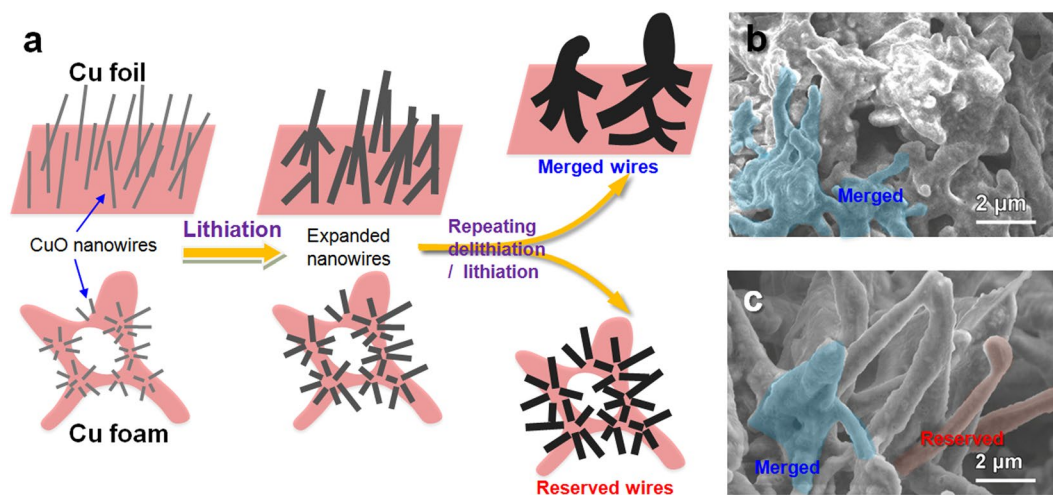 a
Cu foil
CuO nanowires
Cu foam
Lithiation
Expanded
nanowires
Repeating
delithiation
/ lithiation
Merged wires
Reserved wires
b
Merged
2 µm
c
Merged
Reserved
2 µm